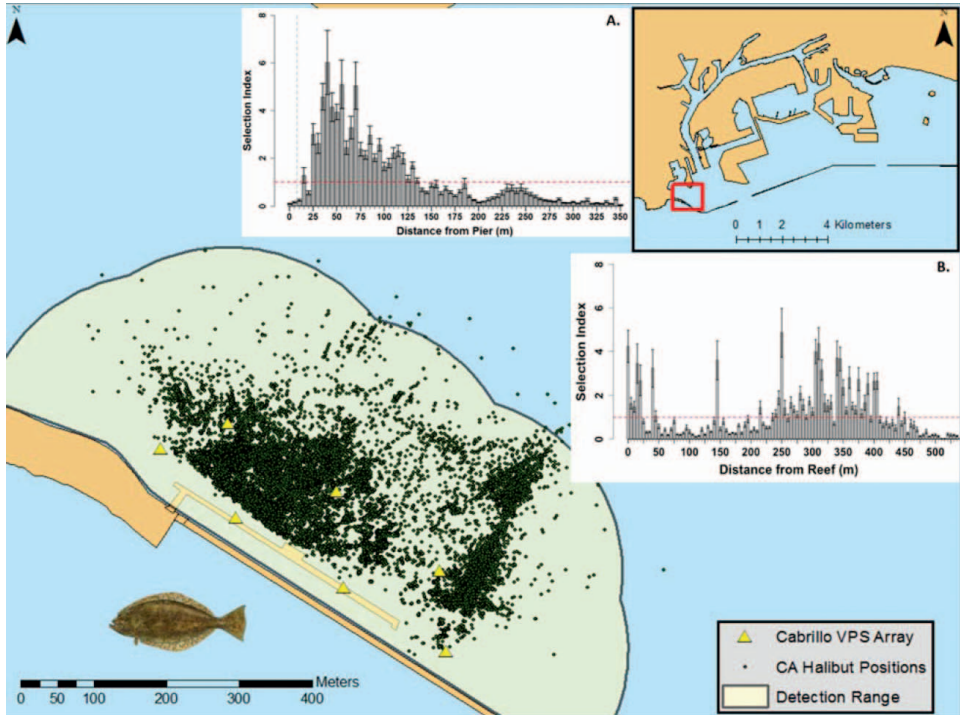 N
A.
8
6
4
2
0
Selection Index
0 25 50 75 100 125 150 175 200 225 250 275 300 325 350
Distance from Pier (m)
N
0 1 2 4 Kilometers
B.
8
6
4
2
0
Selection Index
0 50 100 150 200 250 300 350 400 450 500
Distance from Reef (m)
Cabrillo VPS Array
CA Halibut Positions
Detection Range
Meters
0 50 100 200 300 400